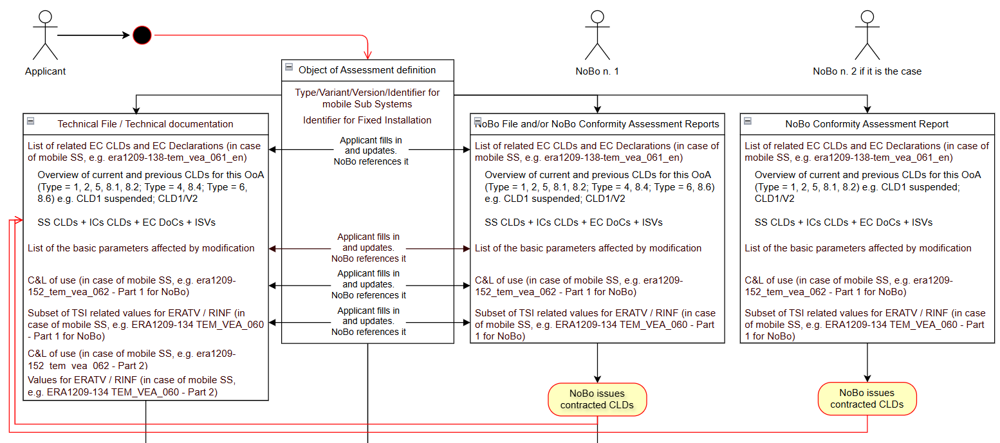 Applicant
NoBo n. 1
NoBo n. 2 if it is the case
Object of Assessment definition
Type/Variant/Version/Identifier for
mobile Sub Systems
Identifier for Fixed Installation
Applicant fills in
and updates.
NoBo references it
Applicant fills in
and updates.
NoBo references it
Applicant fills in
and updates.
NoBo references it
Applicant fills in
and updates.
NoBo references it
Technical File / Technical documentation
List of related EC CLDs and EC Declarations (in case
of mobile SS, e.g. era1209-138-tem_vea_061_en)
Overview of current and previous CLDs for this OoA
(Type = 1, 2, 5, 8.1, 8.2; Type = 4, 8.4; Type = 6,
8.6) e.g. CLD1 suspended; CLD1/V2
SS CLDs + ICs CLDs + EC DoCs + ISVs
List of the basic parameters affected by modification
C&L of use (in case of mobile SS, e.g. era1209-
152_tem_vea_062 - Part 1 for NoBo)
Subset of TSI related values for ERATV / RINF (in
case of mobile SS, e.g. ERA1209-134 TEM_VEA_060
- Part 1 for NoBo)
C&L of use (in case of mobile SS, e.g. era1209-
152_tem_vea_062 - Part 2)
Values for ERATV / RINF (in case of mobile SS,
e.g. ERA1209-134 TEM_VEA_060 - Part 2)
NoBo File and/or NoBo Conformity Assessment Reports
List of related EC CLDs and EC Declarations (in case of
mobile SS, e.g. era1209-138-tem_vea_061_en)
Overview of current and previous CLDs for this OoA
(Type = 1, 2, 5, 8.1, 8.2; Type = 4, 8.4; Type = 6, 8.6)
e.g. CLD1 suspended; CLD1/V2
SS CLDs + ICs CLDs + EC DoCs + ISVs
List of the basic parameters affected by modification
C&L of use (in case of mobile SS, e.g. era1209-
152_tem_vea_062 - Part 1 for NoBo)
Subset of TSI related values for ERATV / RINF (in case
of mobile SS, e.g. ERA1209-134 TEM_VEA_060 - Part
1 for NoBo)
NoBo issues
contracted CLDs
NoBo Conformity Assessment Report
List of related EC CLDs and EC Declarations (in case of
mobile SS, e.g. era1209-138-tem_vea_061_en)
Overview of current and previous CLDs for this OoA
(Type = 1, 2, 5, 8.1, 8.2) e.g. CLD1 suspended;
CLD1/V2
SS CLDs + ICs CLDs + EC DoCs + ISVs
List of the basic parameters affected by modification
C&L of use (in case of mobile SS, e.g. era1209-
152_tem_vea_062 - Part 1 for NoBo)
Subset of TSI related values for ERATV / RINF (in case
of mobile SS, e.g. ERA1209-134 TEM_VEA_060 - Part
1 for NoBo)
NoBo issues
contracted CLDs